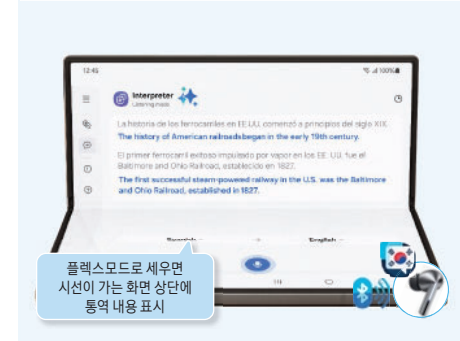 12:45
100%
Interpreter
Listening mode
La historia de los ferrocarriles en EE.UU. comenzó a principios del siglo XIX.
The history of American railroads began in the early 19th century.
El primer ferrocarril exitoso impulsado por vapor en los EE. UU. fue el
Baltimore and Ohio Railroad, establecido en 1827.
The first successful steam-powered railway in the U.S. was the Baltimore
and Ohio Railroad, established in 1827.
Spanish
→
English
플렉스모드로 세우면
시선이 가는 화면 상단에
통역 내용 표시